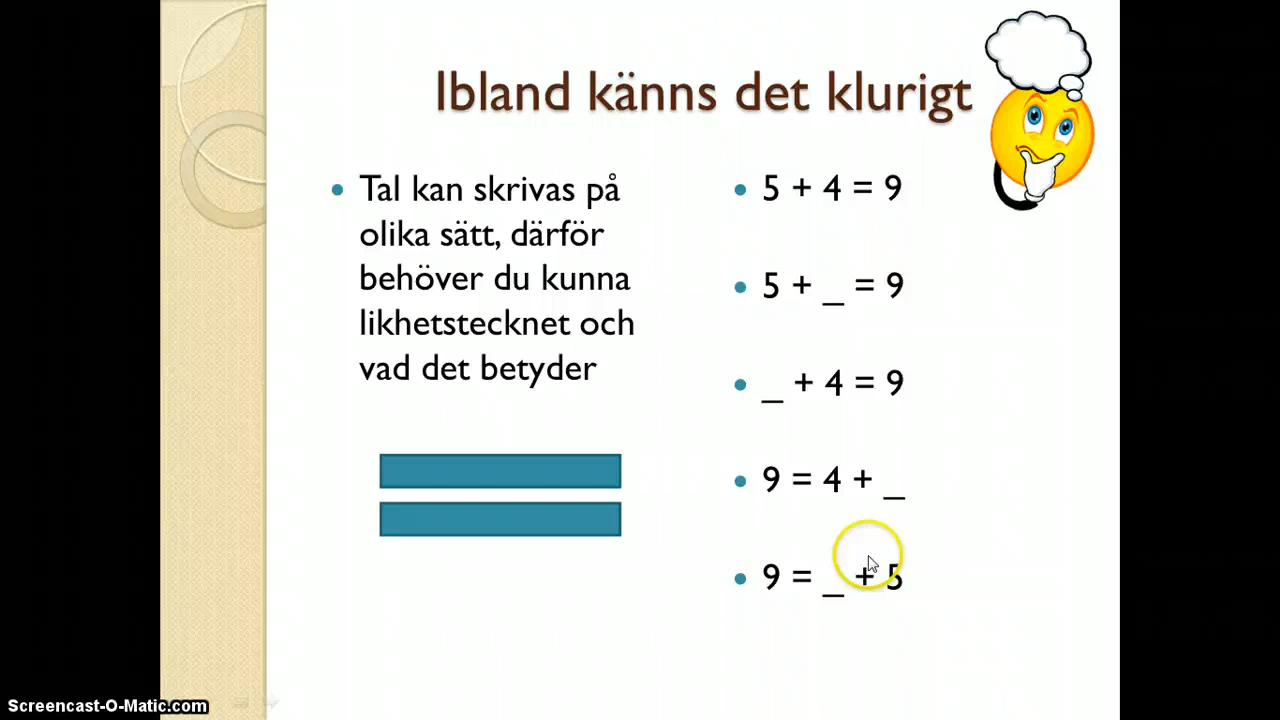 Ibland känns det klurigt
Tal kan skrivas på
olika sätt, därför
behöver du kunna
likhetstecknet och
vad det betyder
5 + 4 = 9
5 + _ = 9
_ + 4 = 9
9 = 4 + _
9 = _ + 5
Screencast-O-Matic.com